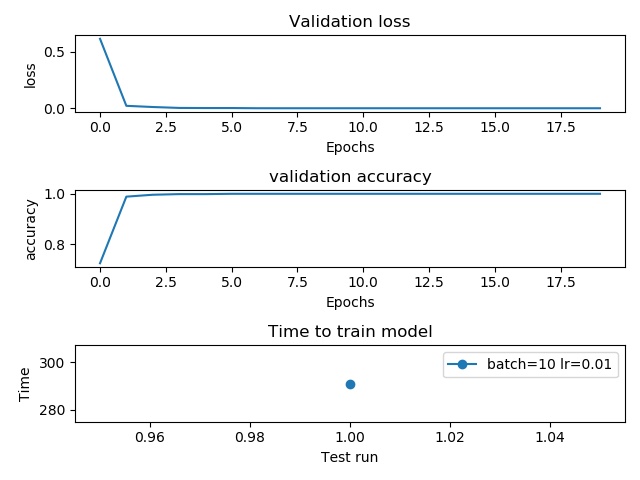 Validation loss
0.5
0.0
loss
0.0 2.5 5.0 7.5 10.0 12.5 15.0 17.5
Epochs
validation accuracy
1.0
0.8
accuracy
0.0 2.5 5.0 7.5 10.0 12.5 15.0 17.5
Epochs
Time to train model
300
280
Time
batch=10 lr=0.01
0.96 0.98 1.00 1.02 1.04
Test run